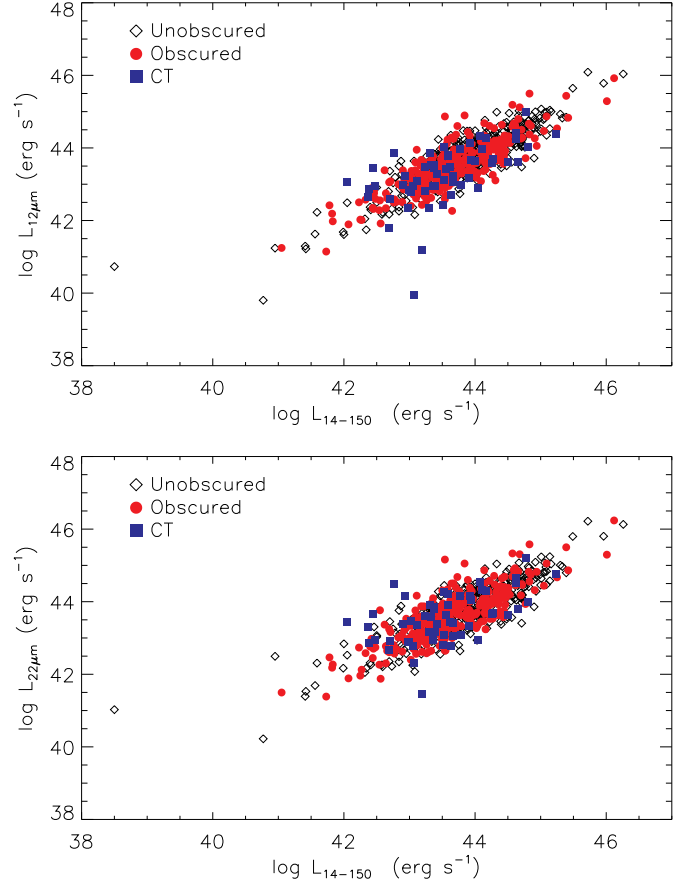 48
46
44
42
40
38
log L12μm (erg s−1)
Unobscured
Obscured
CT
38 40 42 44 46
log L14−150 (erg s−1)
48
46
44
42
40
38
log L22μm (erg s−1)
Unobscured
Obscured
CT
38 40 42 44 46
log L14−150 (erg s−1)